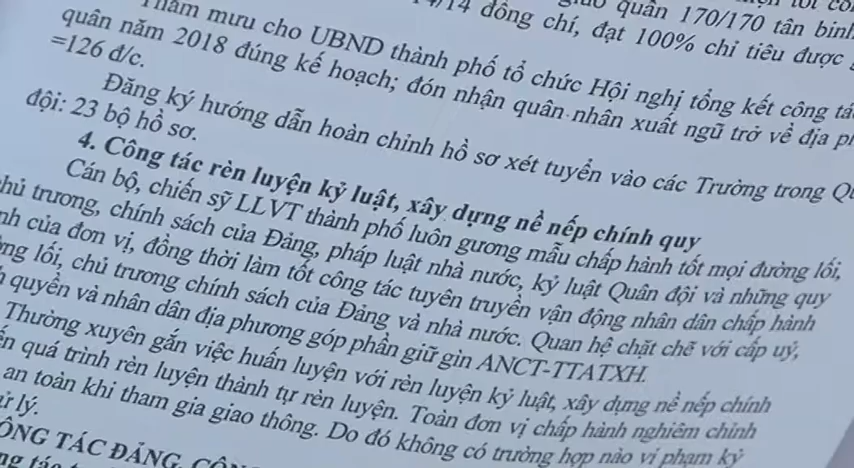 quân 170/170 tân binh
đồng chí, đạt 100% chỉ tiêu được
Tham mưu cho UBND thành phố tổ chức Hội nghị tổng kết công tá
quân năm 2018 đúng kế hoạch; đón nhận quân nhân xuất ngũ trở về địa ph
=126 đ/c.
Đăng ký hướng dẫn hoàn chỉnh hồ sơ xét tuyển vào các Trường trong Qu
đội: 23 bộ hồ sơ.
4. Công tác rèn luyện kỷ luật, xây dựng nề nếp chính quy
Cán bộ, chiến sỹ LLVT thành phố luôn gương mẫu chấp hành tốt mọi đường lối,
hủ trương, chính sách của Đảng, pháp luật nhà nước, kỷ luật Quân đội và những quy
nh của đơn vị, đồng thời làm tốt công tác tuyên truyền vận động nhân dân chấp hành
ng lối, chủ trương chính sách của Đảng và nhà nước. Quan hệ chặt chẽ với cấp uỷ,
quyền và nhân dân địa phương góp phần giữ gìn ANCT-TTATXH.
Thường xuyên gắn việc huấn luyện với rèn luyện kỷ luật, xây dựng nề nếp chính
ến quá trình rèn luyện thành tự rèn luyện. Toàn đơn vị chấp hành nghiêm chỉnh
an toàn khi tham gia giao thông. Do đó không có trường hợp nào vi phạm kỷ
ử lý.
ÔNG TÁC ĐẢNG, CÔN